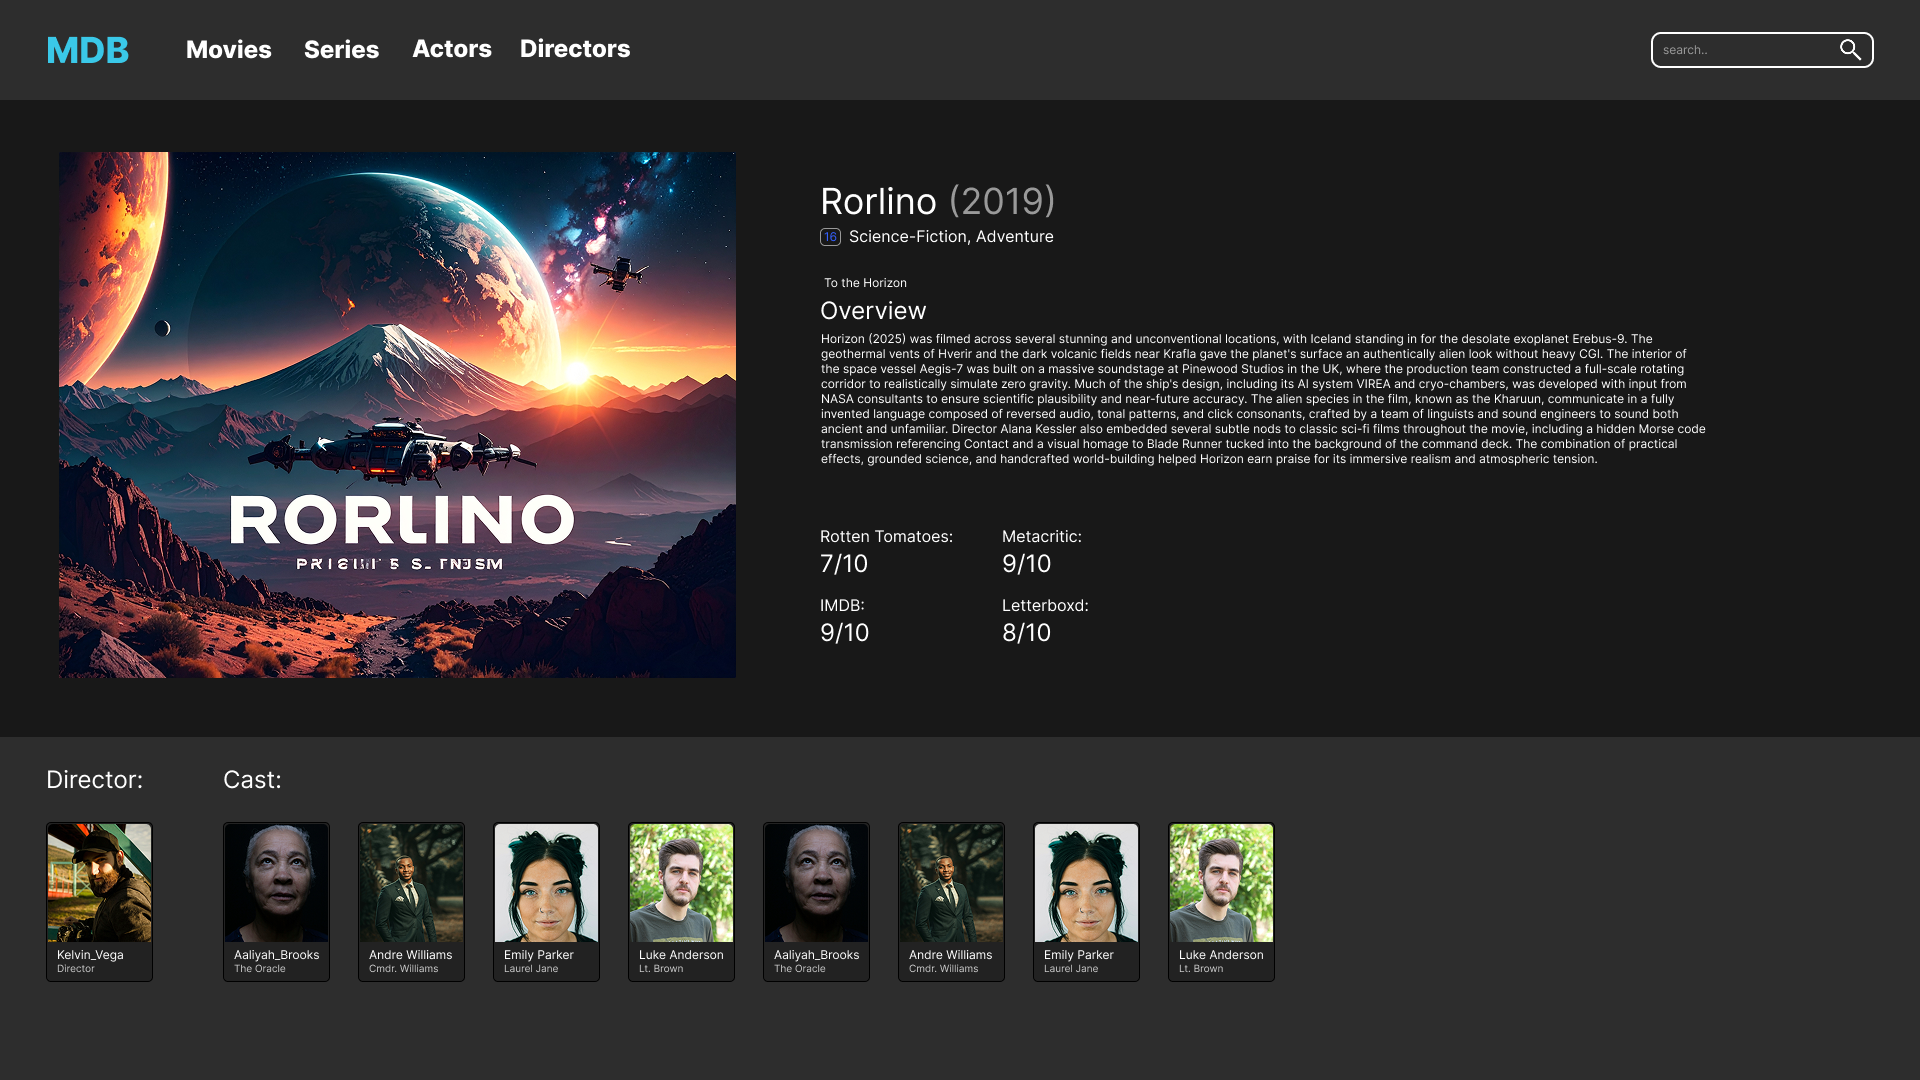 MDB Movies Series Actors Directors search..
RORLINO
Rorlino (2019)
16 Science-Fiction, Adventure
To the Horizon
Overview
Horizon (2025) was filmed across several stunning and unconventional locations, with Iceland standing in for the desolate exoplanet Erebus-9. The
geothermal vents of Hverir and the dark volcanic fields near Krafla gave the planet's surface an authentically alien look without heavy CGI. The interior of
the space vessel Aegis-7 was built on a massive soundstage at Pinewood Studios in the UK, where the production team constructed a full-scale rotating
corridor to realistically simulate zero gravity. Much of the ship's design, including its AI system VIREA and cryo-chambers, was developed with input from
NASA consultants to ensure scientific plausibility and near-future accuracy. The alien species in the film, known as the Kharuun, communicate in a fully
invented language composed of reversed audio, tonal patterns, and click consonants, crafted by a team of linguists and sound engineers to sound both
ancient and unfamiliar. Director Alana Kessler also embedded several subtle nods to classic sci-fi films throughout the movie, including a hidden Morse code
transmission referencing Contact and a visual homage to Blade Runner tucked into the background of the command deck. The combination of practical
effects, grounded science, and handcrafted world-building helped Horizon earn praise for its immersive realism and atmospheric tension.
Rotten Tomatoes: Metacritic:
7/10 9/10
IMDB: Letterboxd:
9/10 8/10
Director: Cast:
Kelvin_Vega Aaliyah_Brooks Andre Williams Emily Parker Luke Anderson Aaliyah_Brooks Andre Williams Emily Parker Luke Anderson
Director The Oracle Cmdr. Williams Laurel Jane Lt. Brown The Oracle Cmdr. Williams Laurel Jane Lt. Brown